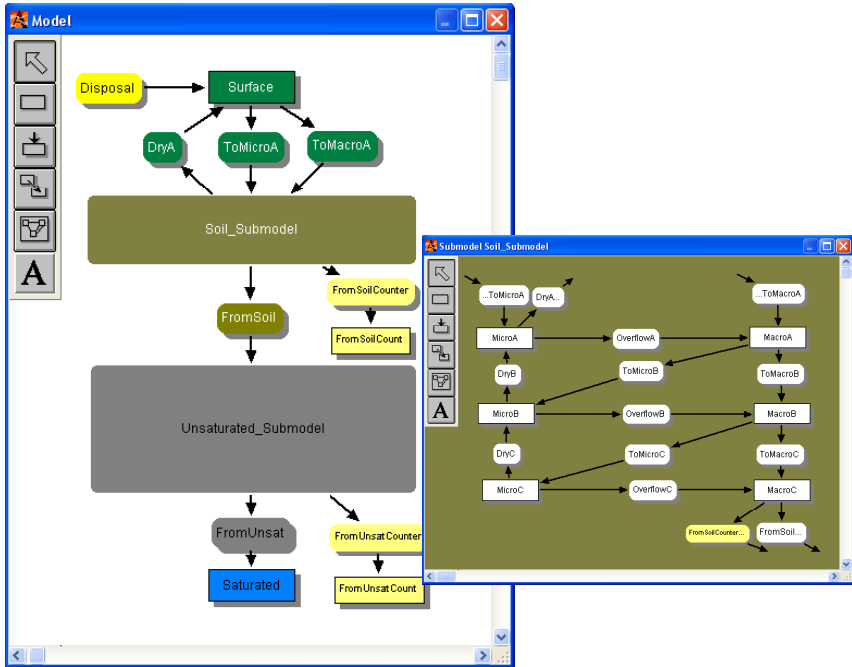 Model
Disposal
Surface
DryA
ToMicroA
ToMacroA
Soil_Submodel
FromSoilCounter
FromSoil
FromSoilCount
Unsaturated_Submodel
FromUnsat
FromUnsatCounter
Saturated
FromUnsatCount
A
Submodel Soil_Submodel
...ToMicroA
DryA...
...ToMacroA
MicroA
OverflowA
MacroA
DryB
ToMicroB
ToMacroB
MicroB
OverflowB
MacroB
DryC
ToMicroC
ToMacroC
MicroC
OverflowC
MacroC
FromSoilCounter...
FromSoil...
A